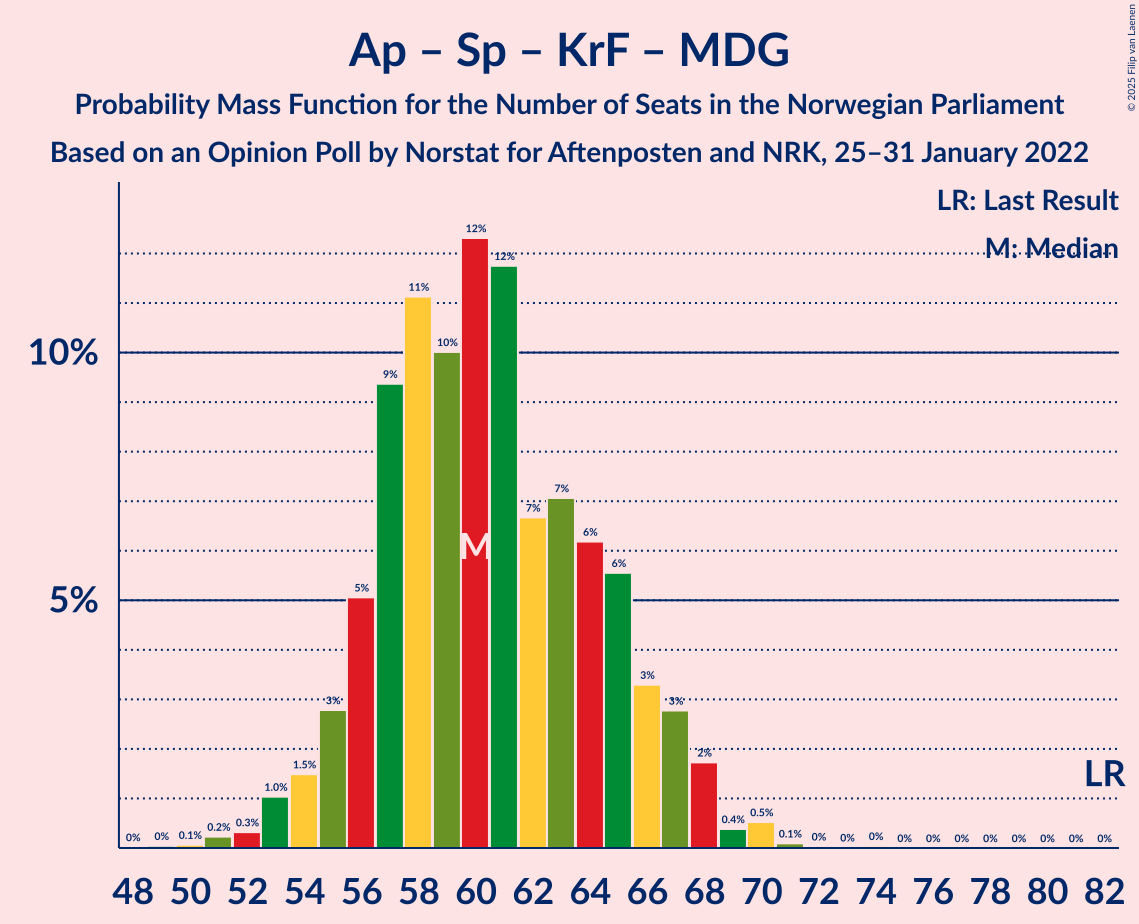 Ap – Sp – KrF – MDG
Probability Mass Function for the Number of Seats in the Norwegian Parliament
Based on an Opinion Poll by Norstat for Aftenposten and NRK, 25–31 January 2022
© 2025 Filip van Laenen
LR: Last Result
M: Median
10%
5%
0% 0% 0.1% 0.2% 0.3% 1.0% 1.5% 3% 5% 9% 11% 10% 12% 12% 7% 7% 6% 6% 3% 3% 2% 0.4% 0.5% 0.1% 0% 0% 0% 0% 0% 0% 0% 0% 0% 0% 0%
M
LR
48 50 52 54 56 58 60 62 64 66 68 70 72 74 76 78 80 82